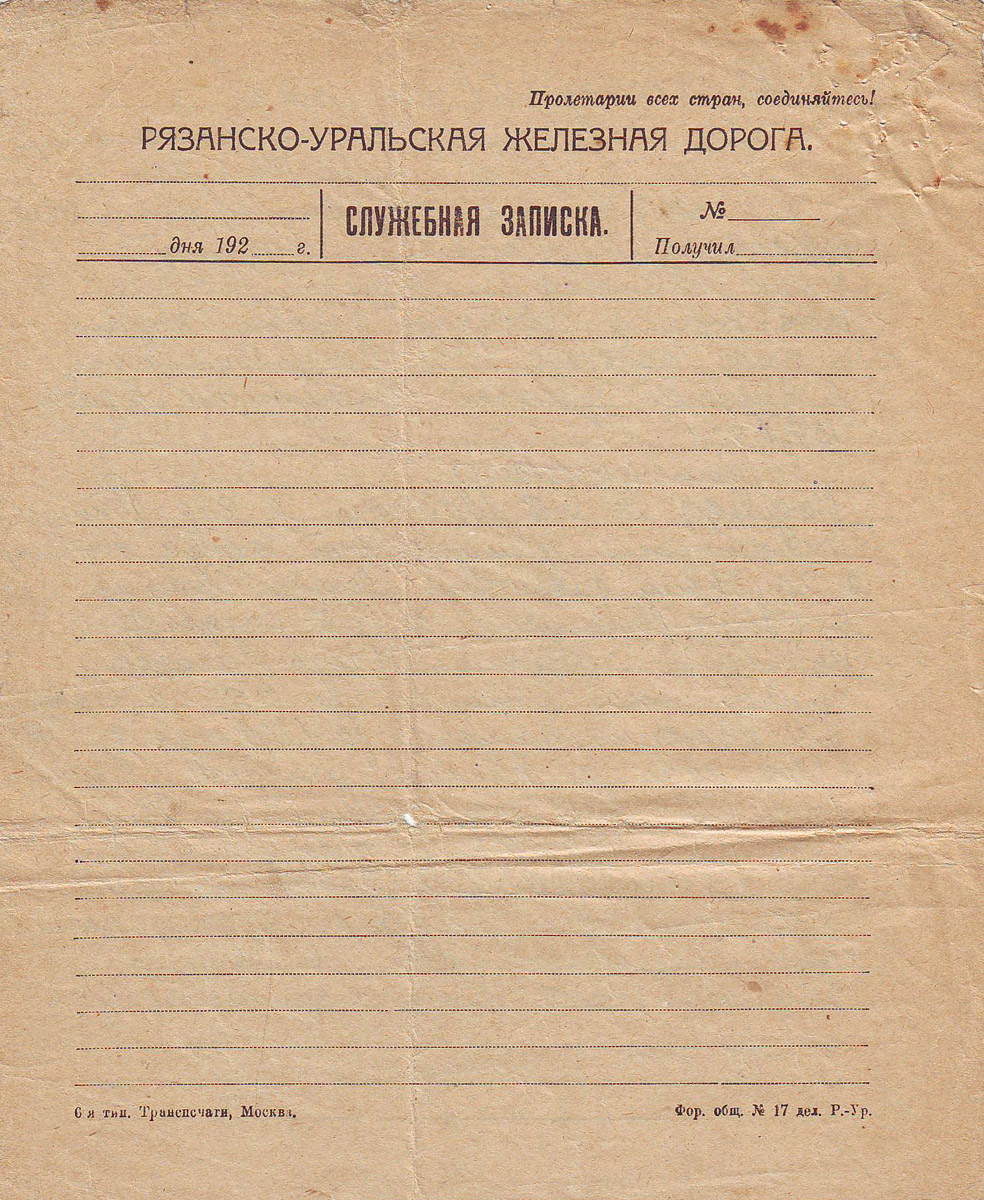 Пролетарии всех стран, соединяйтесь!
РЯЗАНСКО-УРАЛЬСКАЯ ЖЕЛЕЗНАЯ ДОРОГА.
СЛУЖЕБНАЯ ЗАПИСКА.
№
дня 192 г.
Получил
6 я тип. Транспечати, Москва.
Фор. общ. № 17 дел. Р.-Ур.